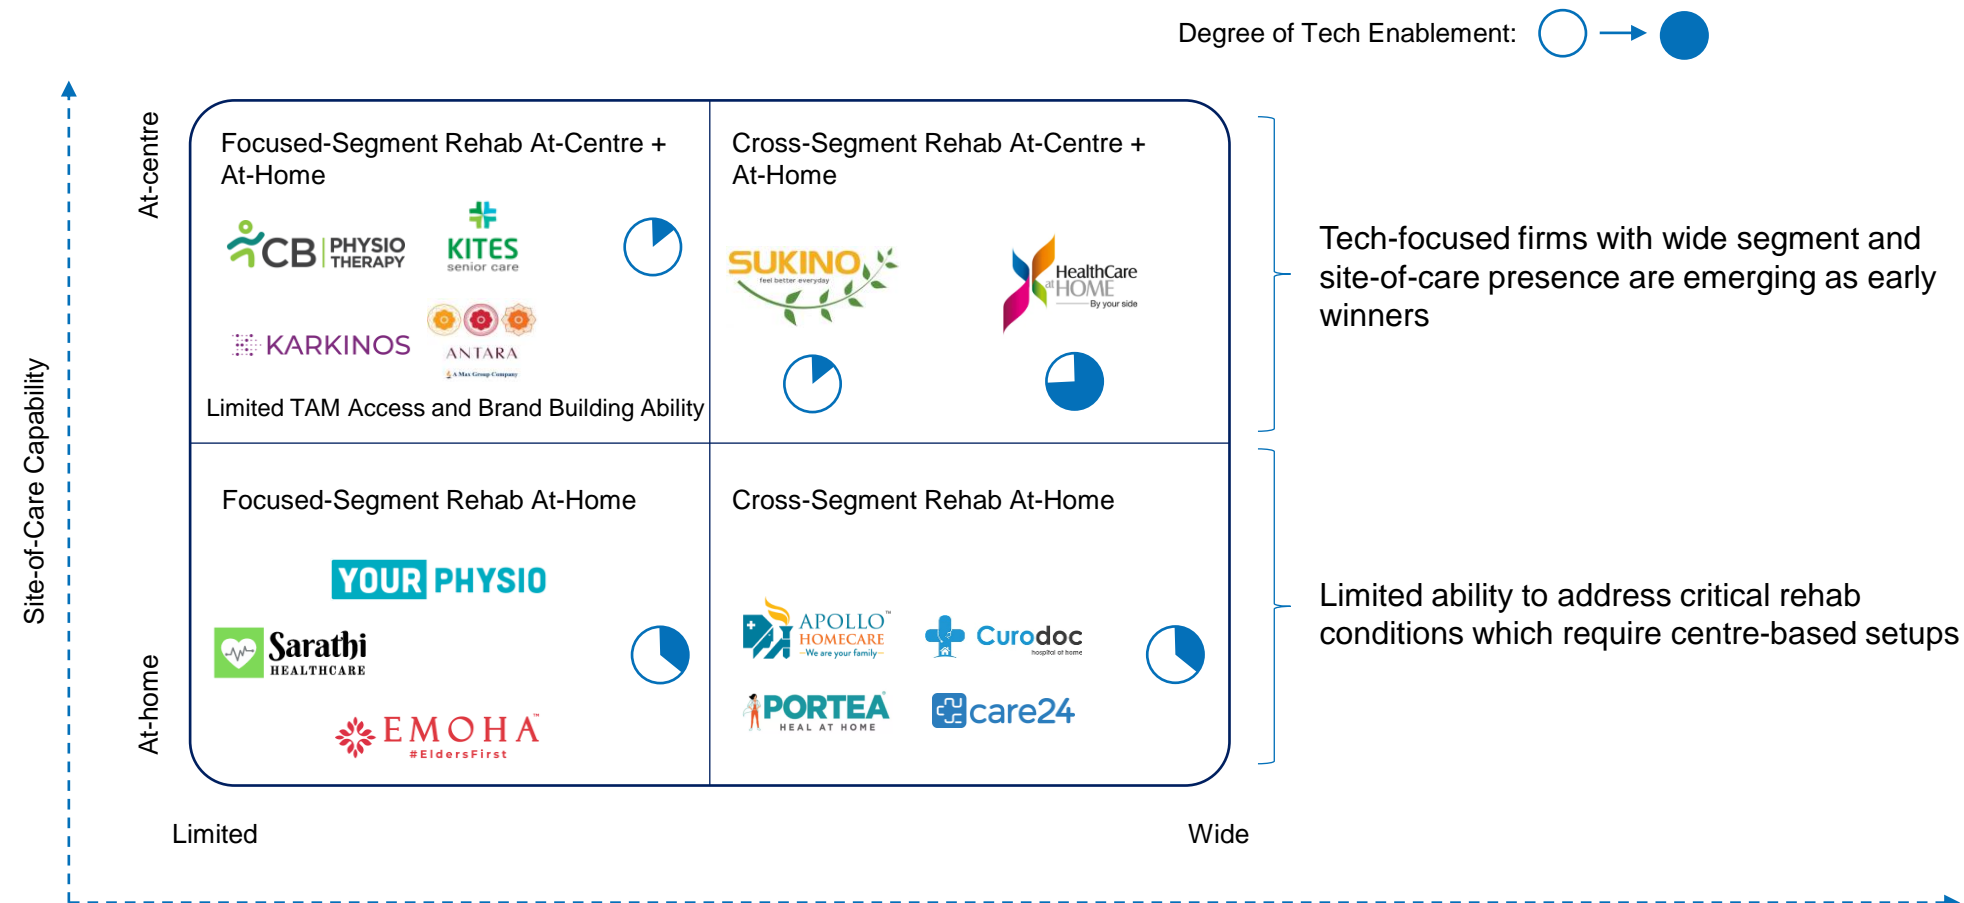 Degree of Tech Enablement:
Site-of-Care Capability
At-centre
At-home
Focused-Segment Rehab At-Centre +
At-Home
CB PHYSIO
THERAPY
KITES
senior care
KARKINOS
ANTARA
A Max Group Company
Limited TAM Access and Brand Building Ability
Cross-Segment Rehab At-Centre +
At-Home
SUKINO
feel better everyday
HealthCare
at HOME
By your side
Tech-focused firms with wide segment and
site-of-care presence are emerging as early
winners
Focused-Segment Rehab At-Home
YOUR PHYSIO
Sarathi
HEALTHCARE
EMOHA™
#EldersFirst
Cross-Segment Rehab At-Home
APOLLO™
HOMECARE
We are your family
Curodoc
hospital at home
PORTEA
HEAL AT HOME
care24
Limited ability to address critical rehab
conditions which require centre-based setups
Limited
Wide